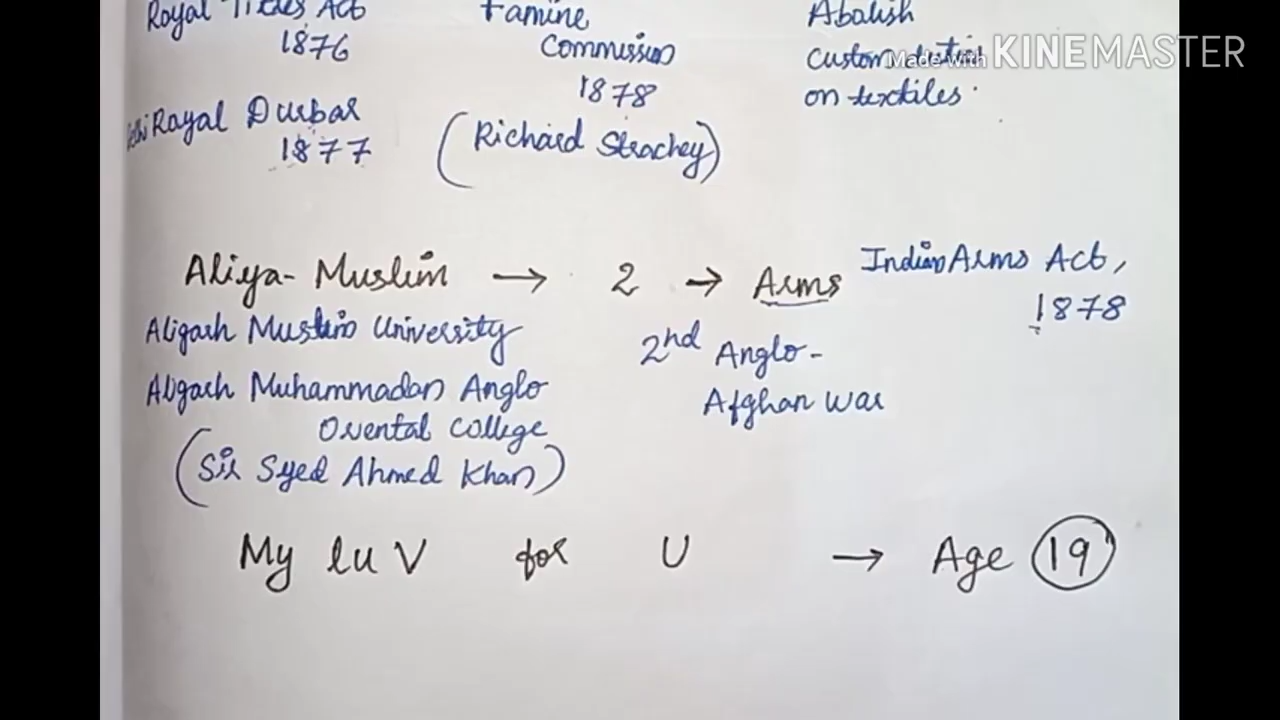 Royal Titles Act
1876
Famine
Commission
1878
(Richard Strachey)
Abolish
Custom duties
on textiles.
Made with KINEMASTER
Delhi Royal Durbar
1877
Aliya-Muslim → 2 → Arms
Indian Arms Act,
1878
Aligarh Muslim University
Aligarh Muhammadan Anglo
Oriental College
(Sir Syed Ahmed Khan)
2nd Anglo-
Afghan war
My luV for U → Age 19